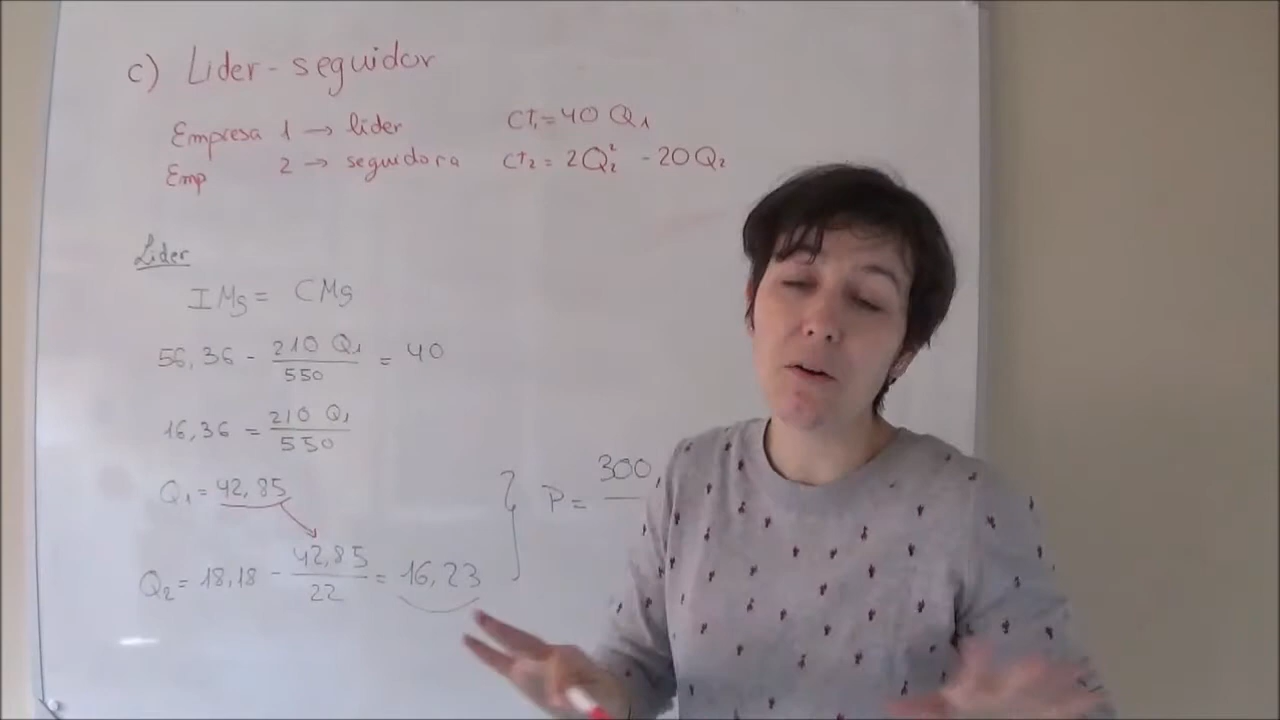 c) Lider - seguidor
Empresa 1 → lider CT₁ = 40 Q₁
Emp 2 → seguidora CT₂ = 2Q₂² - 20Q₂
Lider
IMg = CMg
56,36 - 210 Q₁ / 550 = 40
16,36 = 210 Q₁ / 550
Q₁ = 42,85
P = 300,
Q₂ = 18,18 - 42,85 / 22 = 16,23